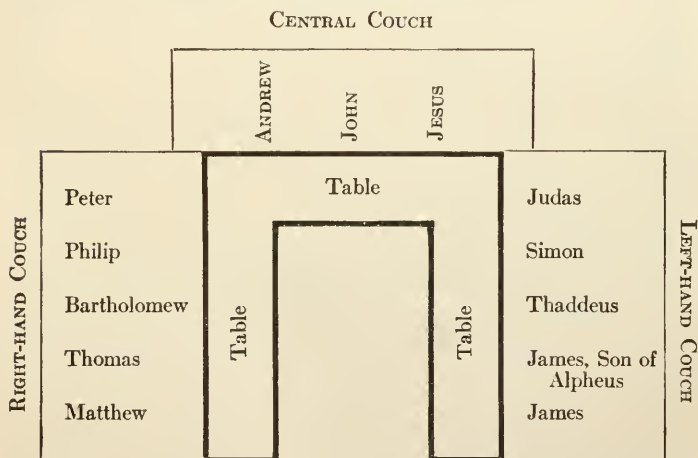 CENTRAL COUCH
ANDREW
JOHN
JESUS
Table
RIGHT-HAND COUCH
Peter
Philip
Bartholomew
Thomas
Matthew
Table
Table
Judas
Simon
Thaddeus
James, Son of
Alpheus
James
LEFT-HAND COUCH